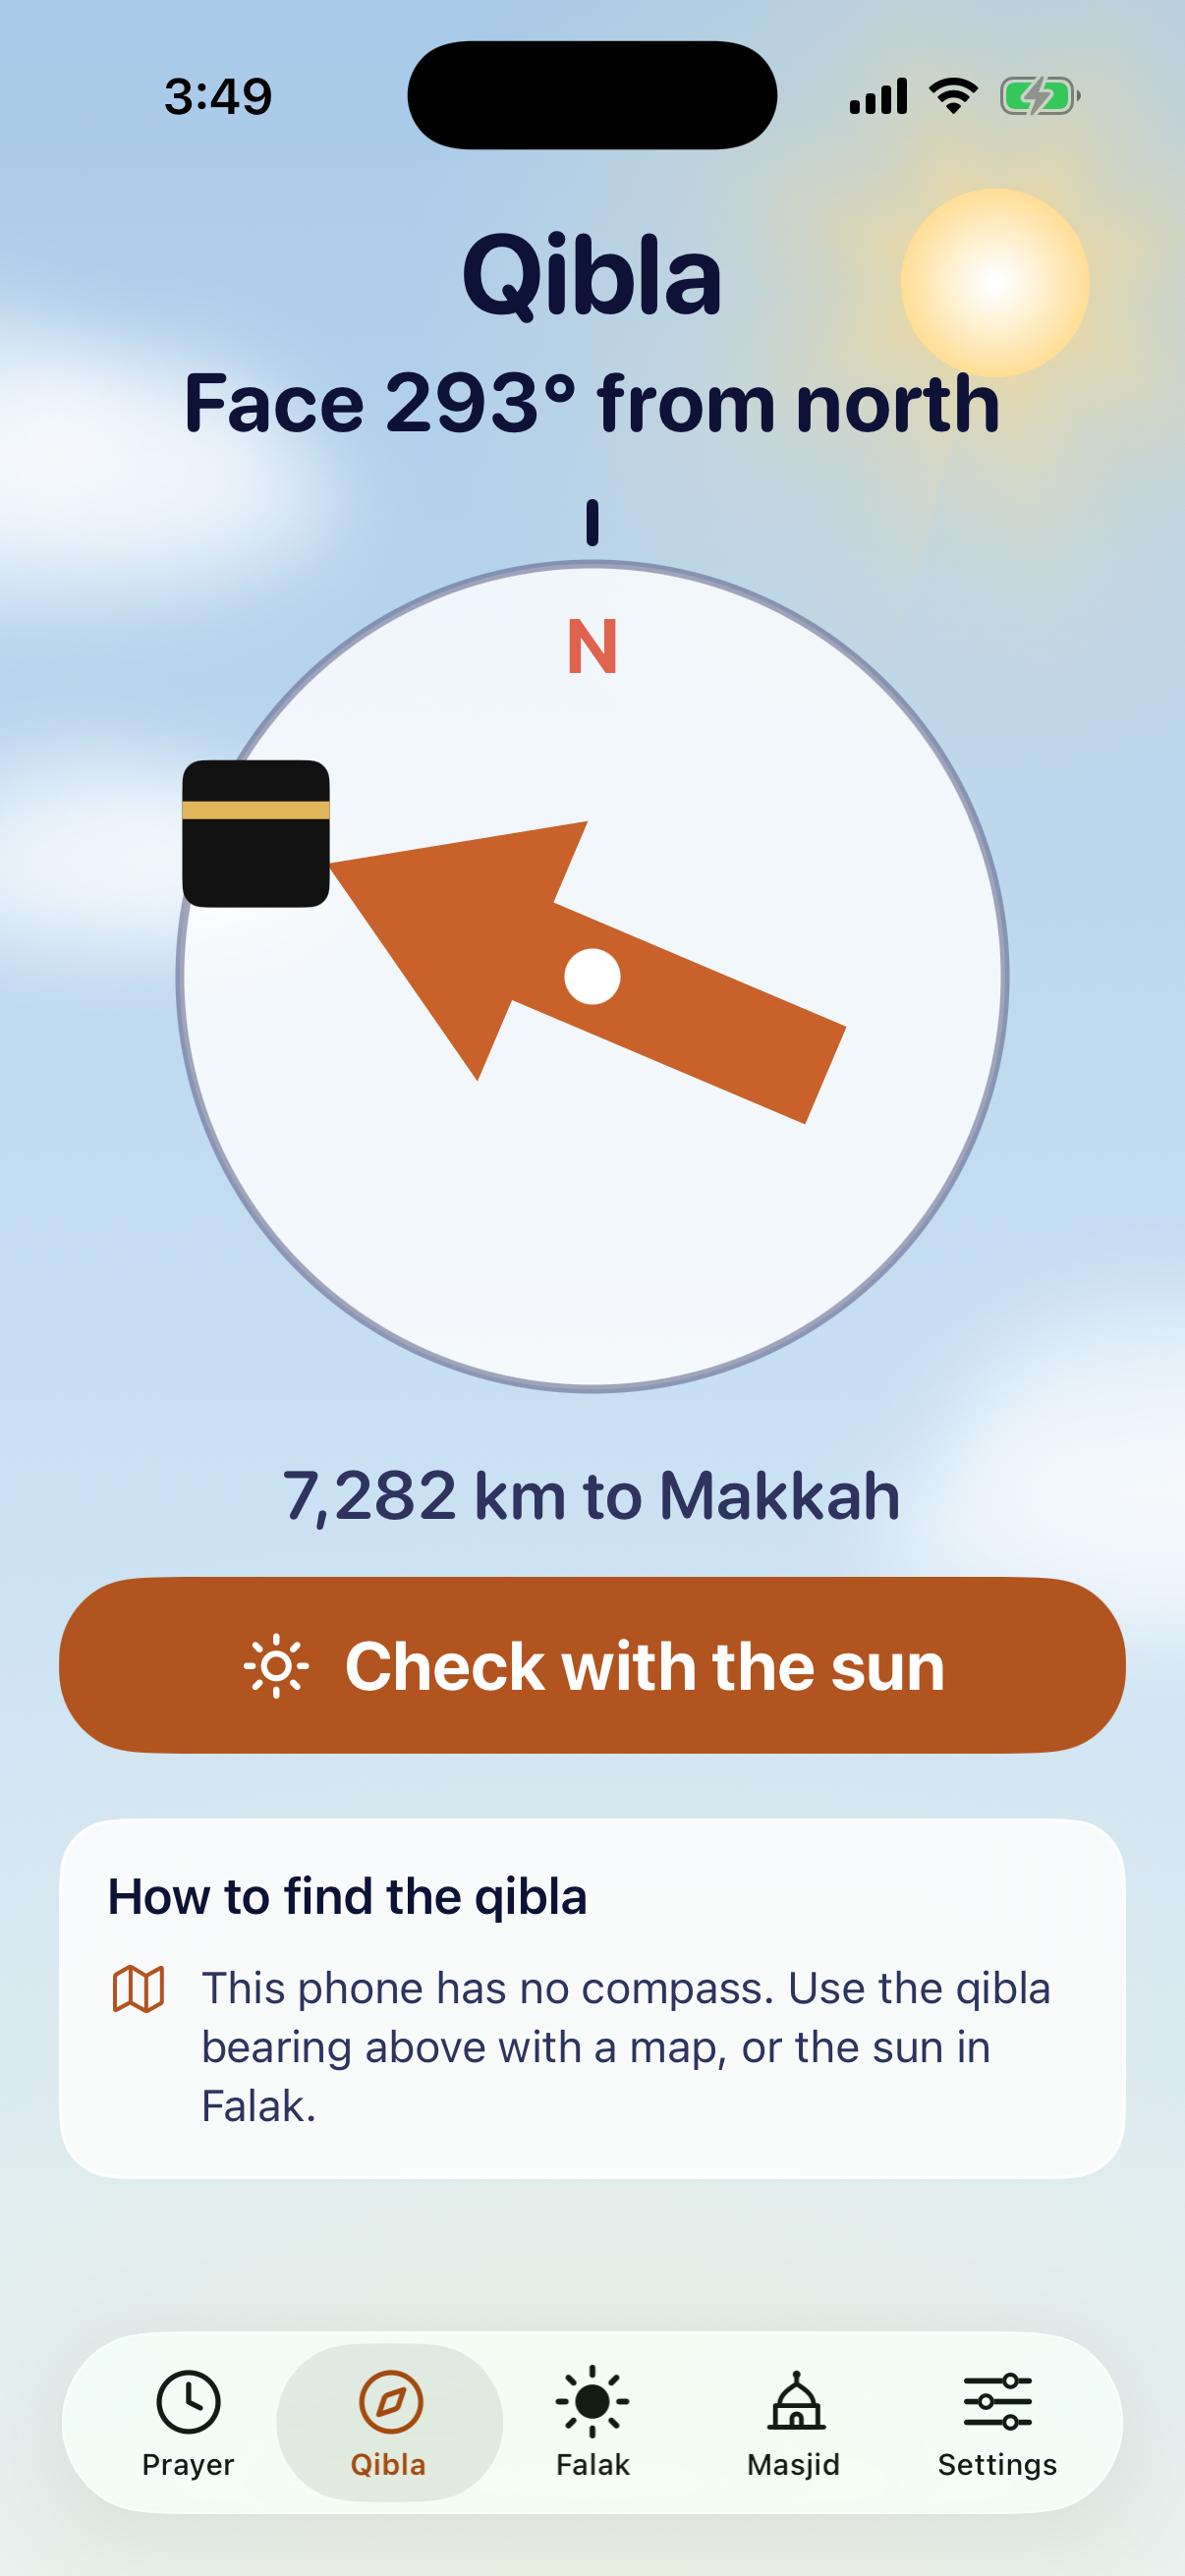 3:49
Qibla
Face 293° from north
N
7,282 km to Makkah
Check with the sun
How to find the qibla
This phone has no compass. Use the qibla
bearing above with a map, or the sun in
Falak.
Prayer
Qibla
Falak
Masjid
Settings